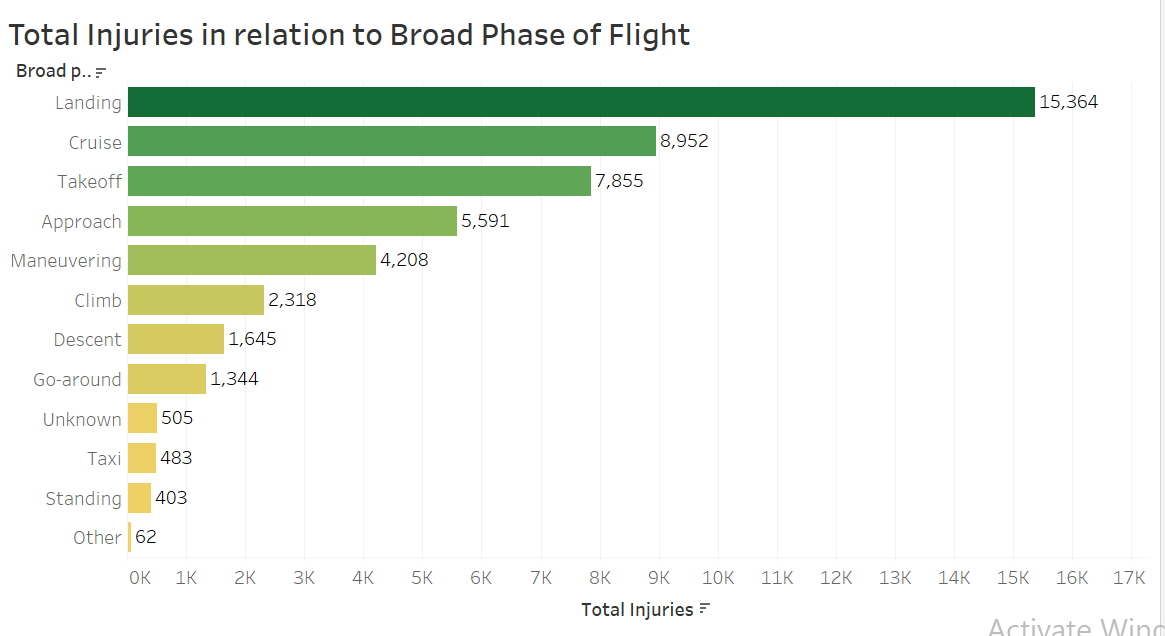 Total Injuries in relation to Broad Phase of Flight
Broad p..
Landing 15,364
Cruise 8,952
Takeoff 7,855
Approach 5,591
Maneuvering 4,208
Climb 2,318
Descent 1,645
Go-around 1,344
Unknown 505
Taxi 483
Standing 403
Other 62
0K 1K 2K 3K 4K 5K 6K 7K 8K 9K 10K 11K 12K 13K 14K 15K 16K 17K
Total Injuries
Activate Wind